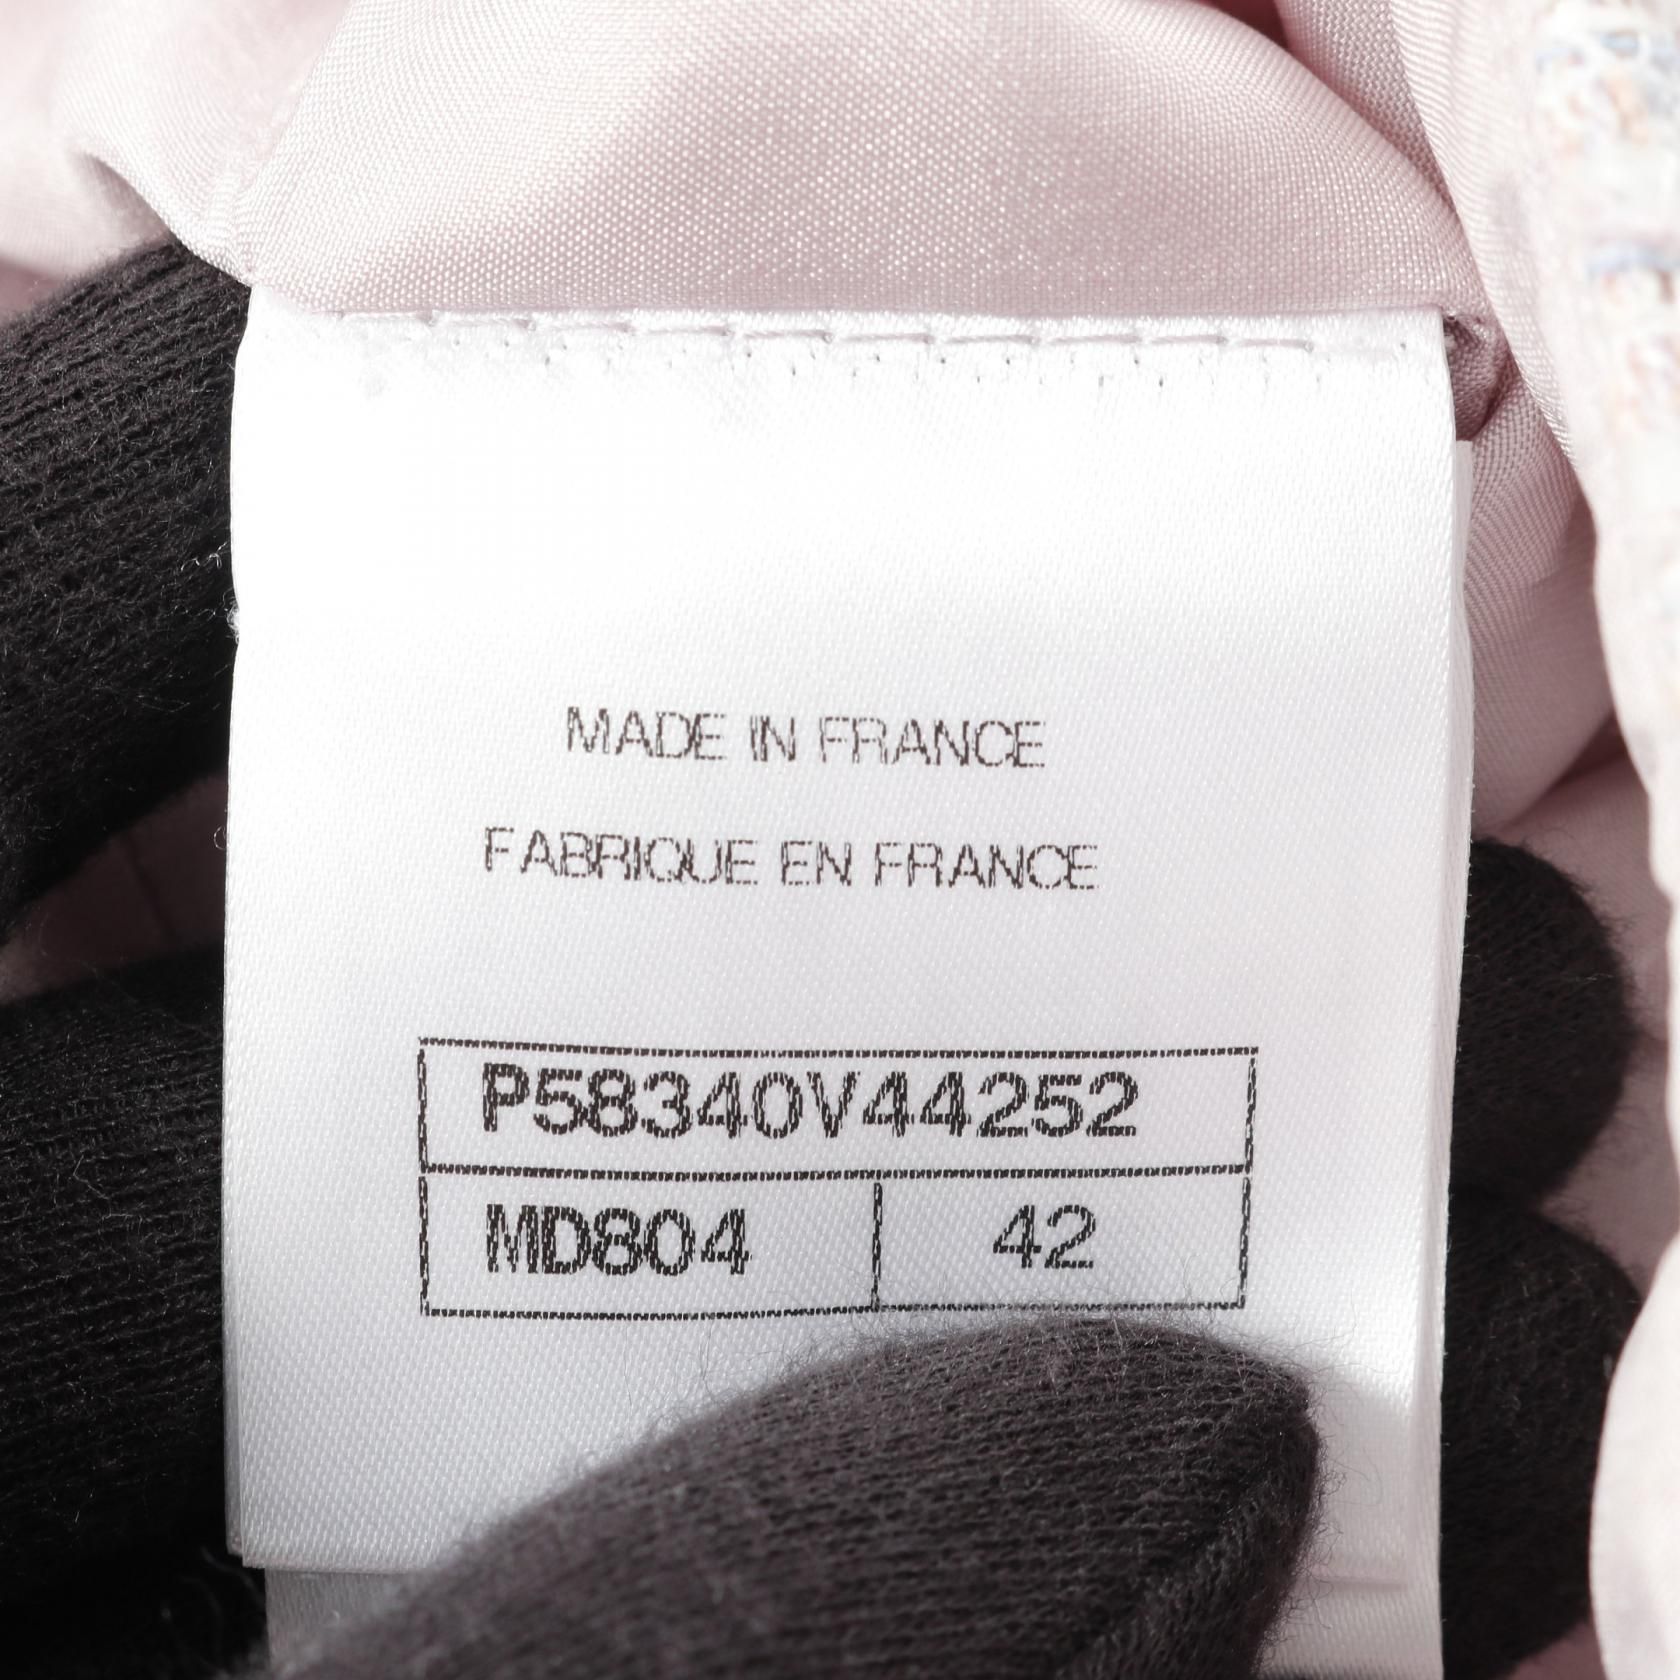 MADE IN FRANCE
FABRIQUE EN FRANCE
P58340V44252
MD804 42